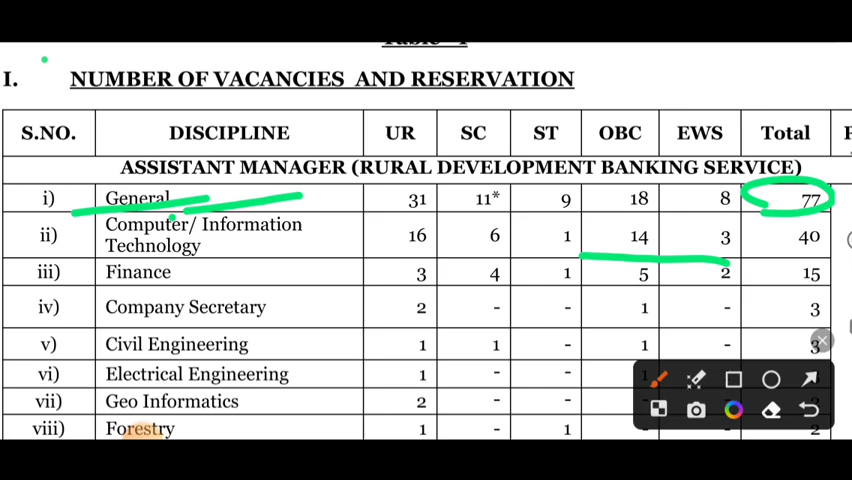 I. NUMBER OF VACANCIES AND RESERVATION
S.NO. DISCIPLINE UR SC ST OBC EWS Total
ASSISTANT MANAGER (RURAL DEVELOPMENT BANKING SERVICE)
i) General 31 11* 9 18 8 77
ii) Computer/ Information Technology 16 6 1 14 3 40
iii) Finance 3 4 1 5 2 15
iv) Company Secretary 2 - - 1 - 3
v) Civil Engineering 1 1 - 1 - 3
vi) Electrical Engineering 1 - -
vii) Geo Informatics 2 - -
viii) Forestry 1 - 1 - - 2